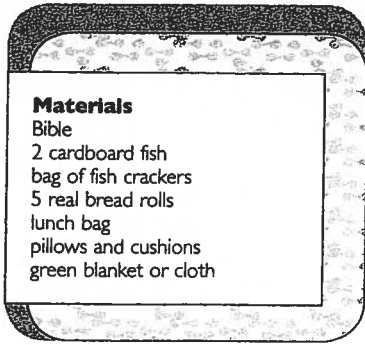 Materials
Bible
2 cardboard fish
bag of fish crackers
5 real bread rolls
lunch bag
pillows and cushions
green blanket or cloth